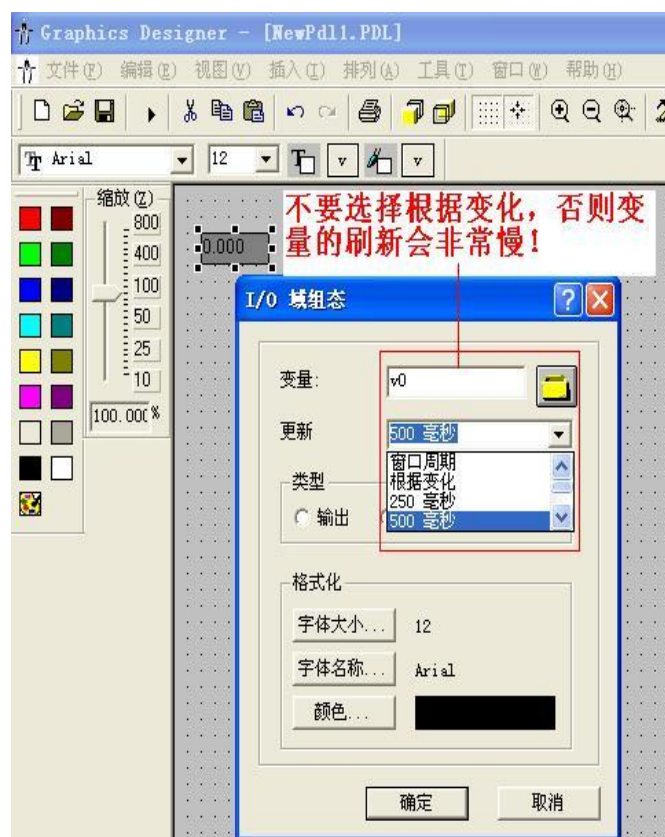 Graphics Designer - [NewPdl1.PDL]
文件(F) 编辑(E) 视图(V) 插入(I) 排列(A) 工具(T) 窗口(W) 帮助(H)
Arial 12
缩放(Z)
800
400
100
50
25
10
100.00 %
0.000
不要选择根据变化，否则变
量的刷新会非常慢！
I/O 域组态
变量: v0
更新 500 毫秒
窗口周期
根据变化
250 毫秒
500 毫秒
类型
输出
格式化
字体大小... 12
字体名称... Arial
颜色...
确定 取消